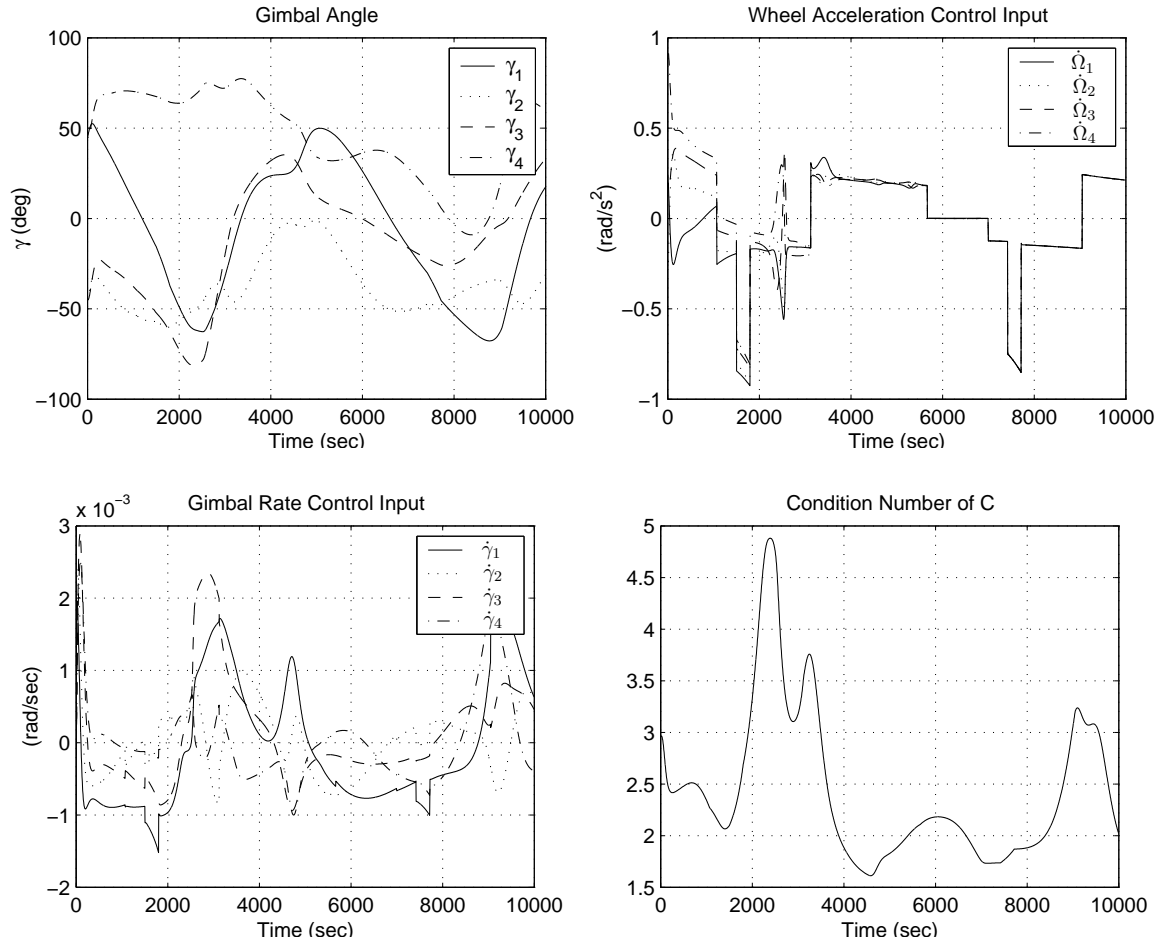 Gimbal Angle
100
50
0
−50
−100
γ (deg)
0 2000 4000 6000 8000 10000
Time (sec)
γ1
γ2
γ3
γ4
Wheel Acceleration Control Input
1
0.5
0
−0.5
−1
(rad/s²)
0 2000 4000 6000 8000 10000
Time (sec)
Ω̇1
Ω̇2
Ω̇3
Ω̇4
Gimbal Rate Control Input
x 10⁻³
3
2
1
0
−1
−2
(rad/sec)
0 2000 4000 6000 8000 10000
Time (sec)
γ̇1
γ̇2
γ̇3
γ̇4
Condition Number of C
5
4.5
4
3.5
3
2.5
2
1.5
0 2000 4000 6000 8000 10000
Time (sec)